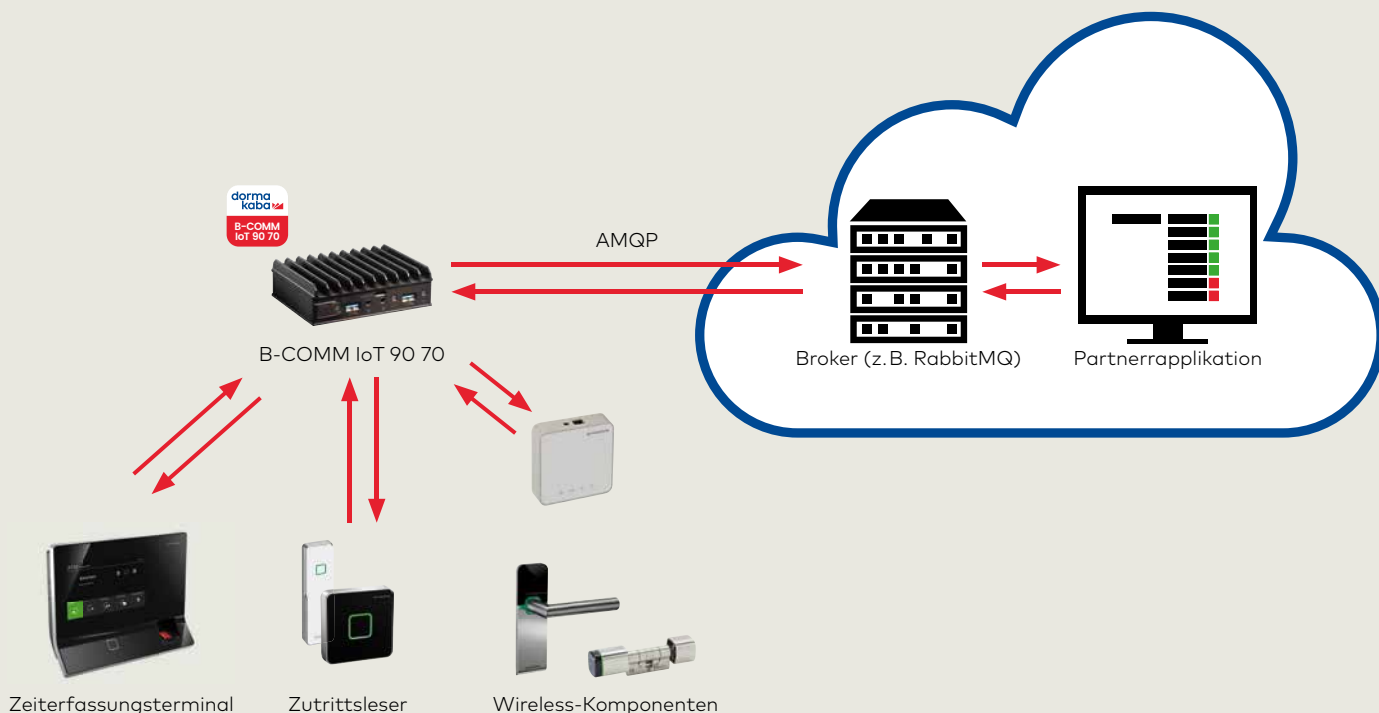 dorma
kaba
B-COMM
IoT 90 70
AMQP
B-COMM IoT 90 70
Broker (z. B. RabbitMQ)
Partnerrapplikation
Zeiterfassungsterminal
Zutrittsleser
Wireless-Komponenten